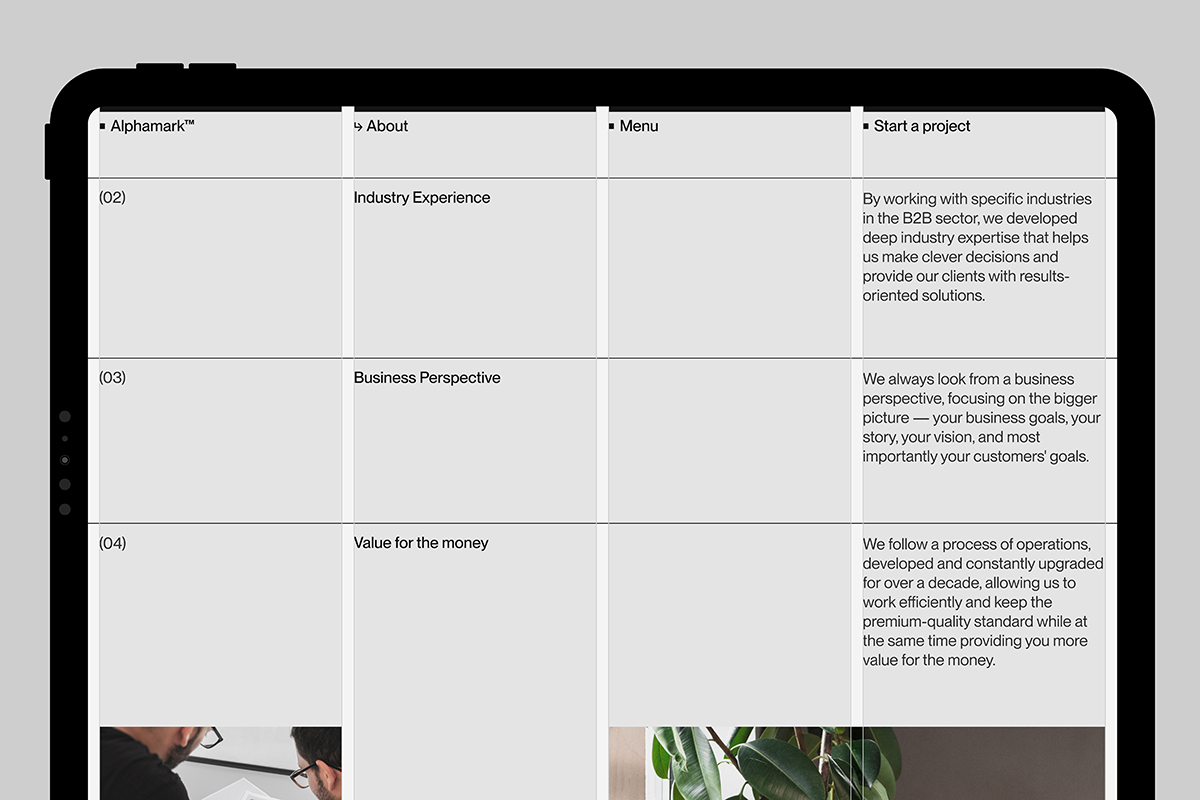 Alphamark™
About
Menu
Start a project
(02)
Industry Experience
By working with specific industries
in the B2B sector, we developed
deep industry expertise that helps
us make clever decisions and
provide our clients with results-
oriented solutions.
(03)
Business Perspective
We always look from a business
perspective, focusing on the bigger
picture — your business goals, your
story, your vision, and most
importantly your customers' goals.
(04)
Value for the money
We follow a process of operations,
developed and constantly upgraded
for over a decade, allowing us to
work efficiently and keep the
premium-quality standard while at
the same time providing you more
value for the money.